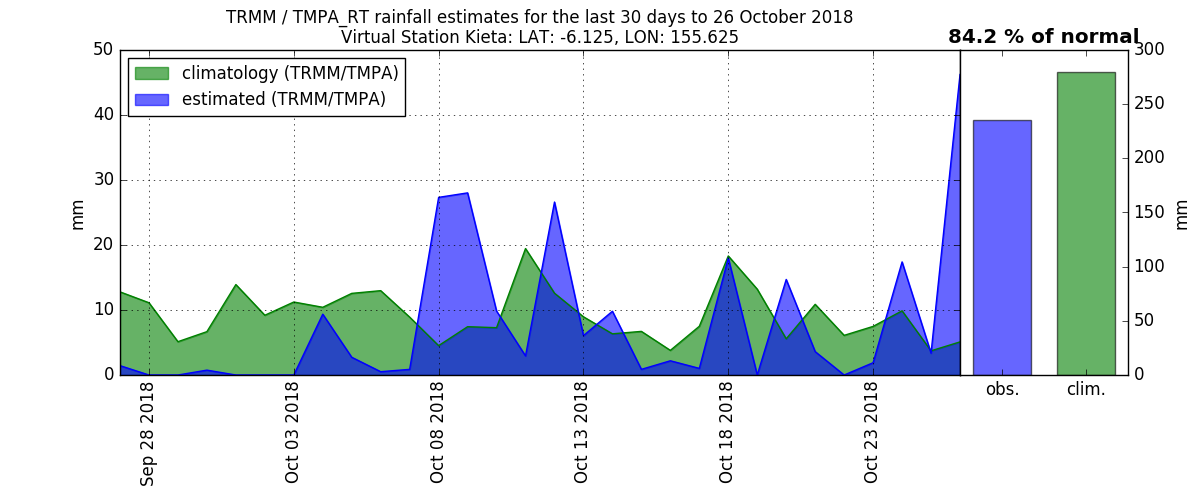 TRMM / TMPA_RT rainfall estimates for the last 30 days to 26 October 2018
Virtual Station Kieta: LAT: -6.125, LON: 155.625
84.2 % of normal
climatology (TRMM/TMPA)
estimated (TRMM/TMPA)
50
40
30
20
10
0
mm
Sep 28 2018
Oct 03 2018
Oct 08 2018
Oct 13 2018
Oct 18 2018
Oct 23 2018
obs.
clim.
300
250
200
150
100
50
0
mm